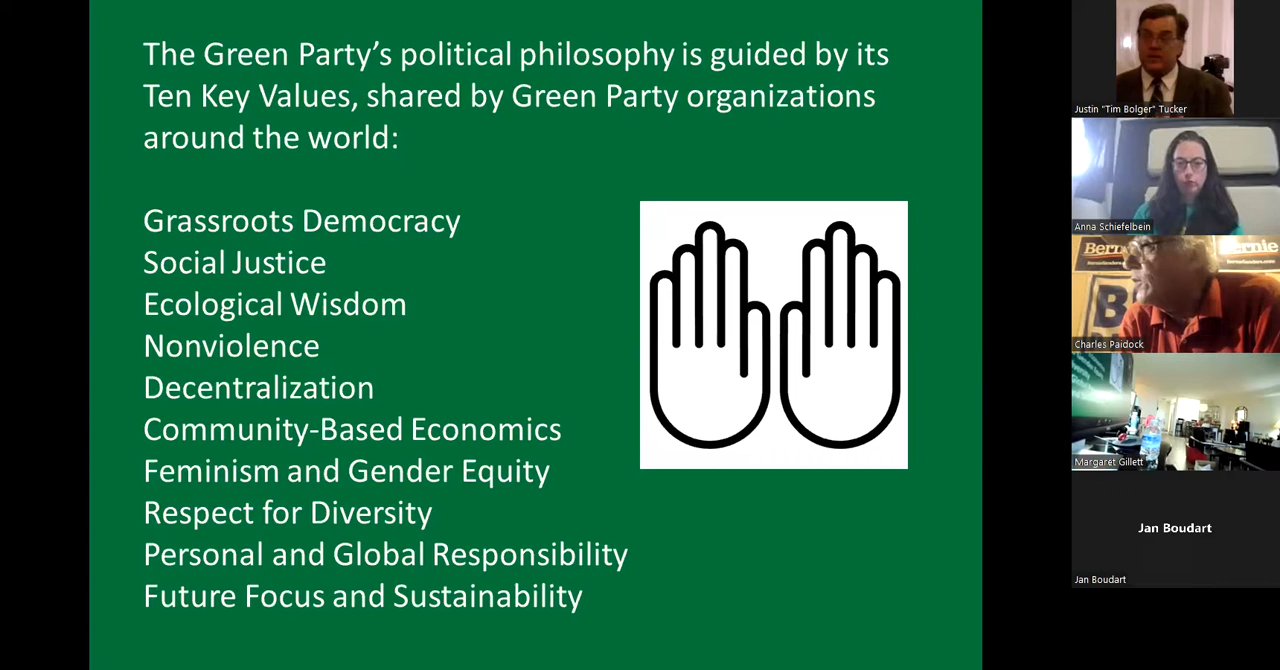 The Green Party’s political philosophy is guided by its
Ten Key Values, shared by Green Party organizations
around the world:
Grassroots Democracy
Social Justice
Ecological Wisdom
Nonviolence
Decentralization
Community-Based Economics
Feminism and Gender Equity
Respect for Diversity
Personal and Global Responsibility
Future Focus and Sustainability
Justin "Tim Bolger" Tucker
Anna Schiefelbein
Bernie
Charles Paidock
Margaret Gillett
Jan Boudart
Jan Boudart